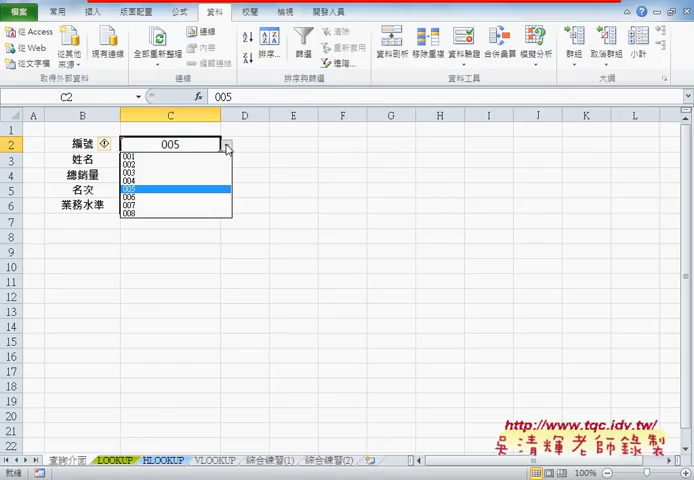 檔案 常用 插入 版面配置 公式 資料 校閱 檢視 開發人員
從 Access
從 Web
從文字檔
從其他
來源
現有連線
全部重新整理
連線
內容
編輯連結
排序...
篩選
清除
重新套用
進階...
資料剖析
移除重複
資料驗證
合併彙算
模擬分析
群組
取消群組
小計
取得外部資料 連線 排序與篩選 資料工具 大綱
C2 fx 005
A B C D E F G H I J K L
1
2 編號 005
3 姓名
4 總銷量
5 名次
6 業務水準
001
002
003
004
005
006
007
008
7
8
9
10
11
12
13
14
15
16
17
18
19
20
21
22
http://www.tqc.idv.tw/
吳清輝老師錄製
查詢介面 LOOKUP HLOOKUP VLOOKUP 綜合練習(1) 綜合練習(2)
就緒 100%